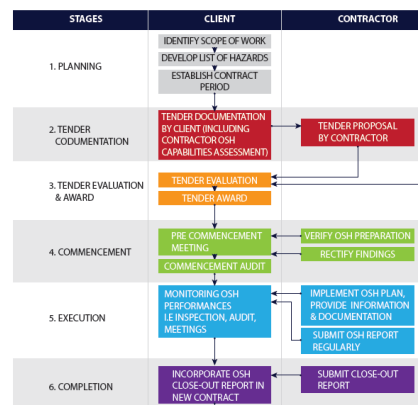 STAGES
CLIENT
CONTRACTOR
1. PLANNING
IDENTIFY SCOPE OF WORK
DEVELOP LIST OF HAZARDS
ESTABLISH CONTRACT
PERIOD
2. TENDER
CODUMENTATION
TENDER DOCUMENTATION
BY CLIENT (INCLUDING
CONTRACTOR OSH
CAPABILITIES ASSESSMENT)
TENDER PROPOSAL
BY CONTRACTOR
3. TENDER EVALUATION
& AWARD
TENDER EVALUATION
TENDER AWARD
4. COMMENCEMENT
PRE COMMENCEMENT
MEETING
COMMENCEMENT AUDIT
VERIFY OSH PREPARATION
RECTIFY FINDINGS
5. EXECUTION
MONITORING OSH
PERFORMANCES
I.E INSPECTION, AUDIT,
MEETINGS
IMPLEMENT OSH PLAN,
PROVIDE INFORMATION
& DOCUMENTATION
SUBMIT OSH REPORT
REGULARLY
6. COMPLETION
INCORPORATE OSH
CLOSE-OUT REPORT IN
NEW CONTRACT
SUBMIT CLOSE-OUT
REPORT